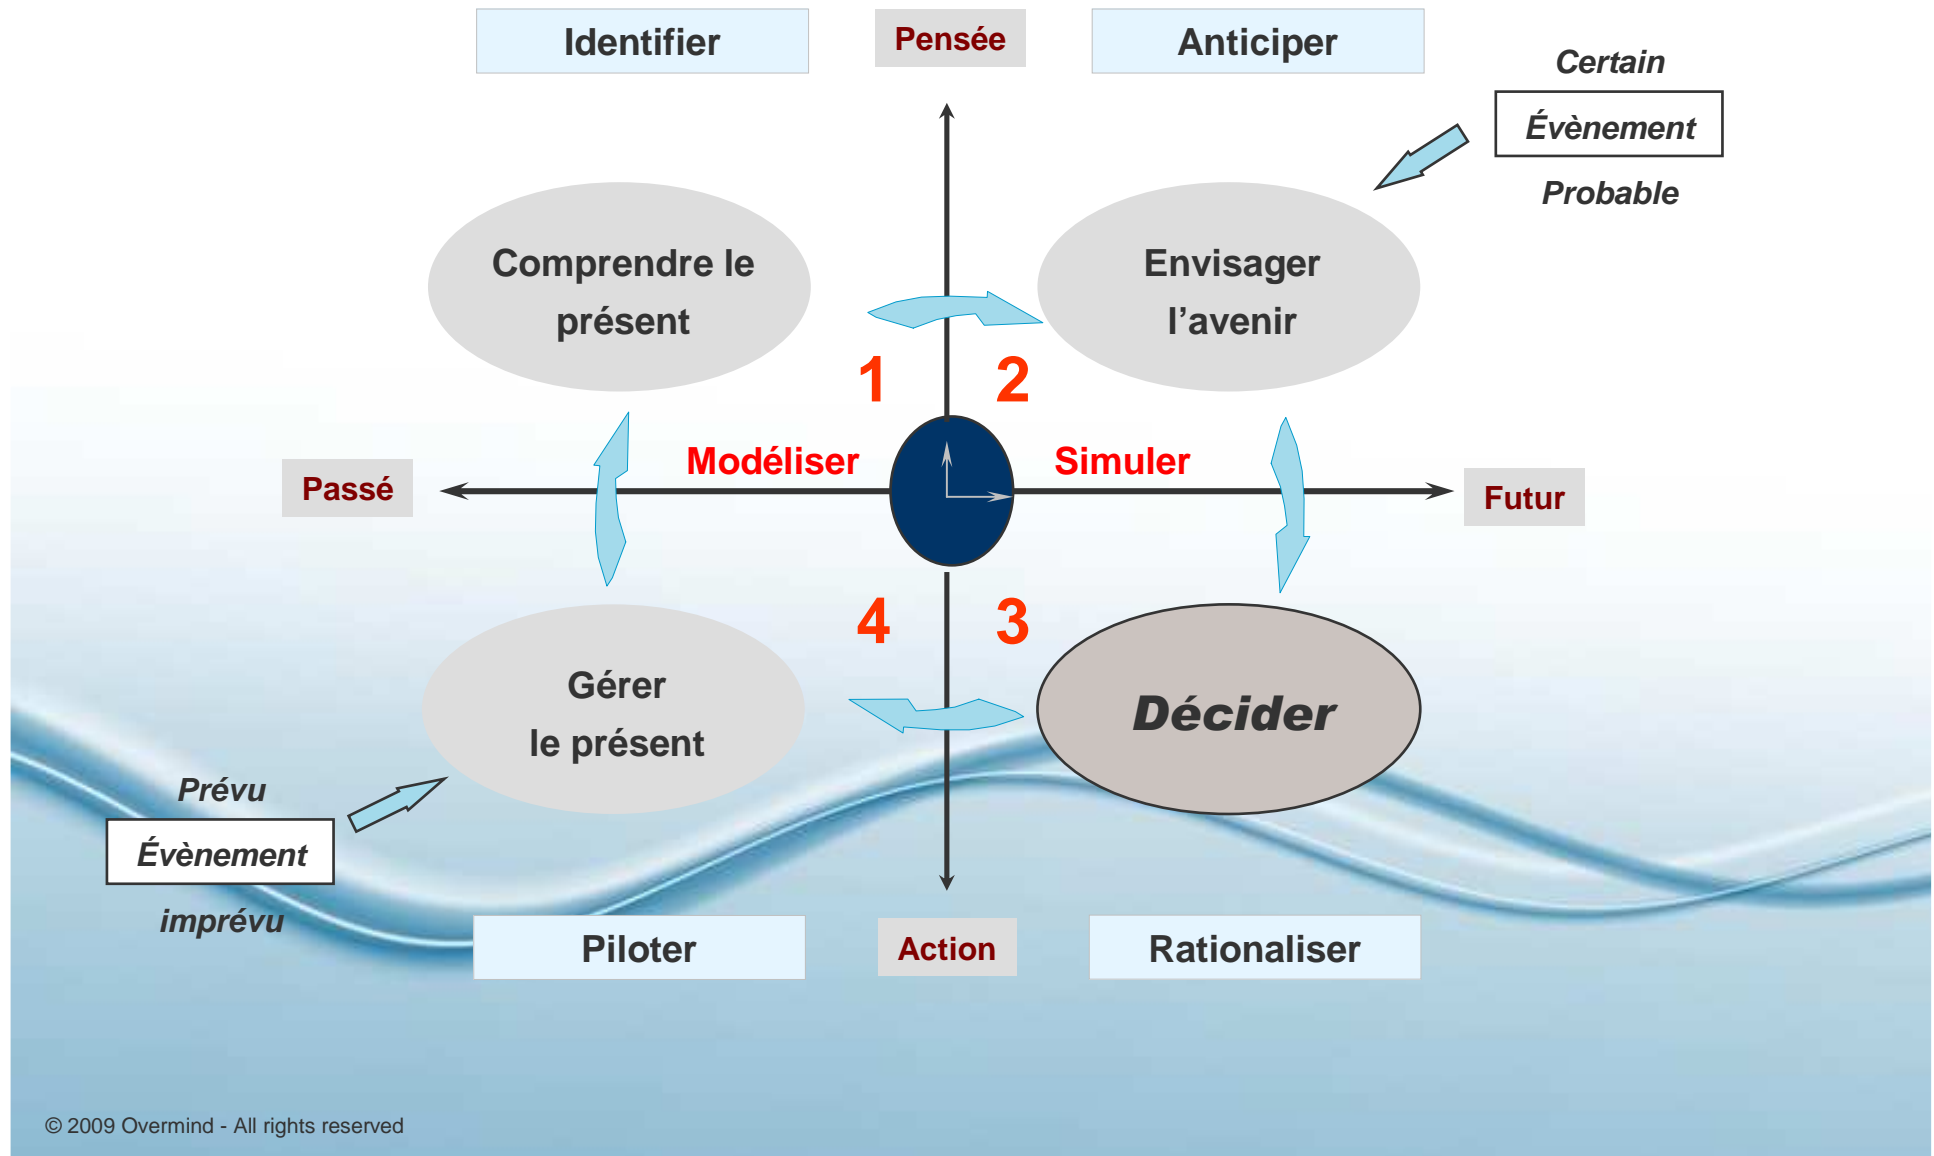 Identifier
Pensée
Anticiper
Certain
Évènement
Probable
Comprendre le
présent
Envisager
l’avenir
1
2
Modéliser
Simuler
Passé
Futur
4
3
Gérer
le présent
Décider
Prévu
Évènement
imprévu
Piloter
Action
Rationaliser
© 2009 Overmind - All rights reserved